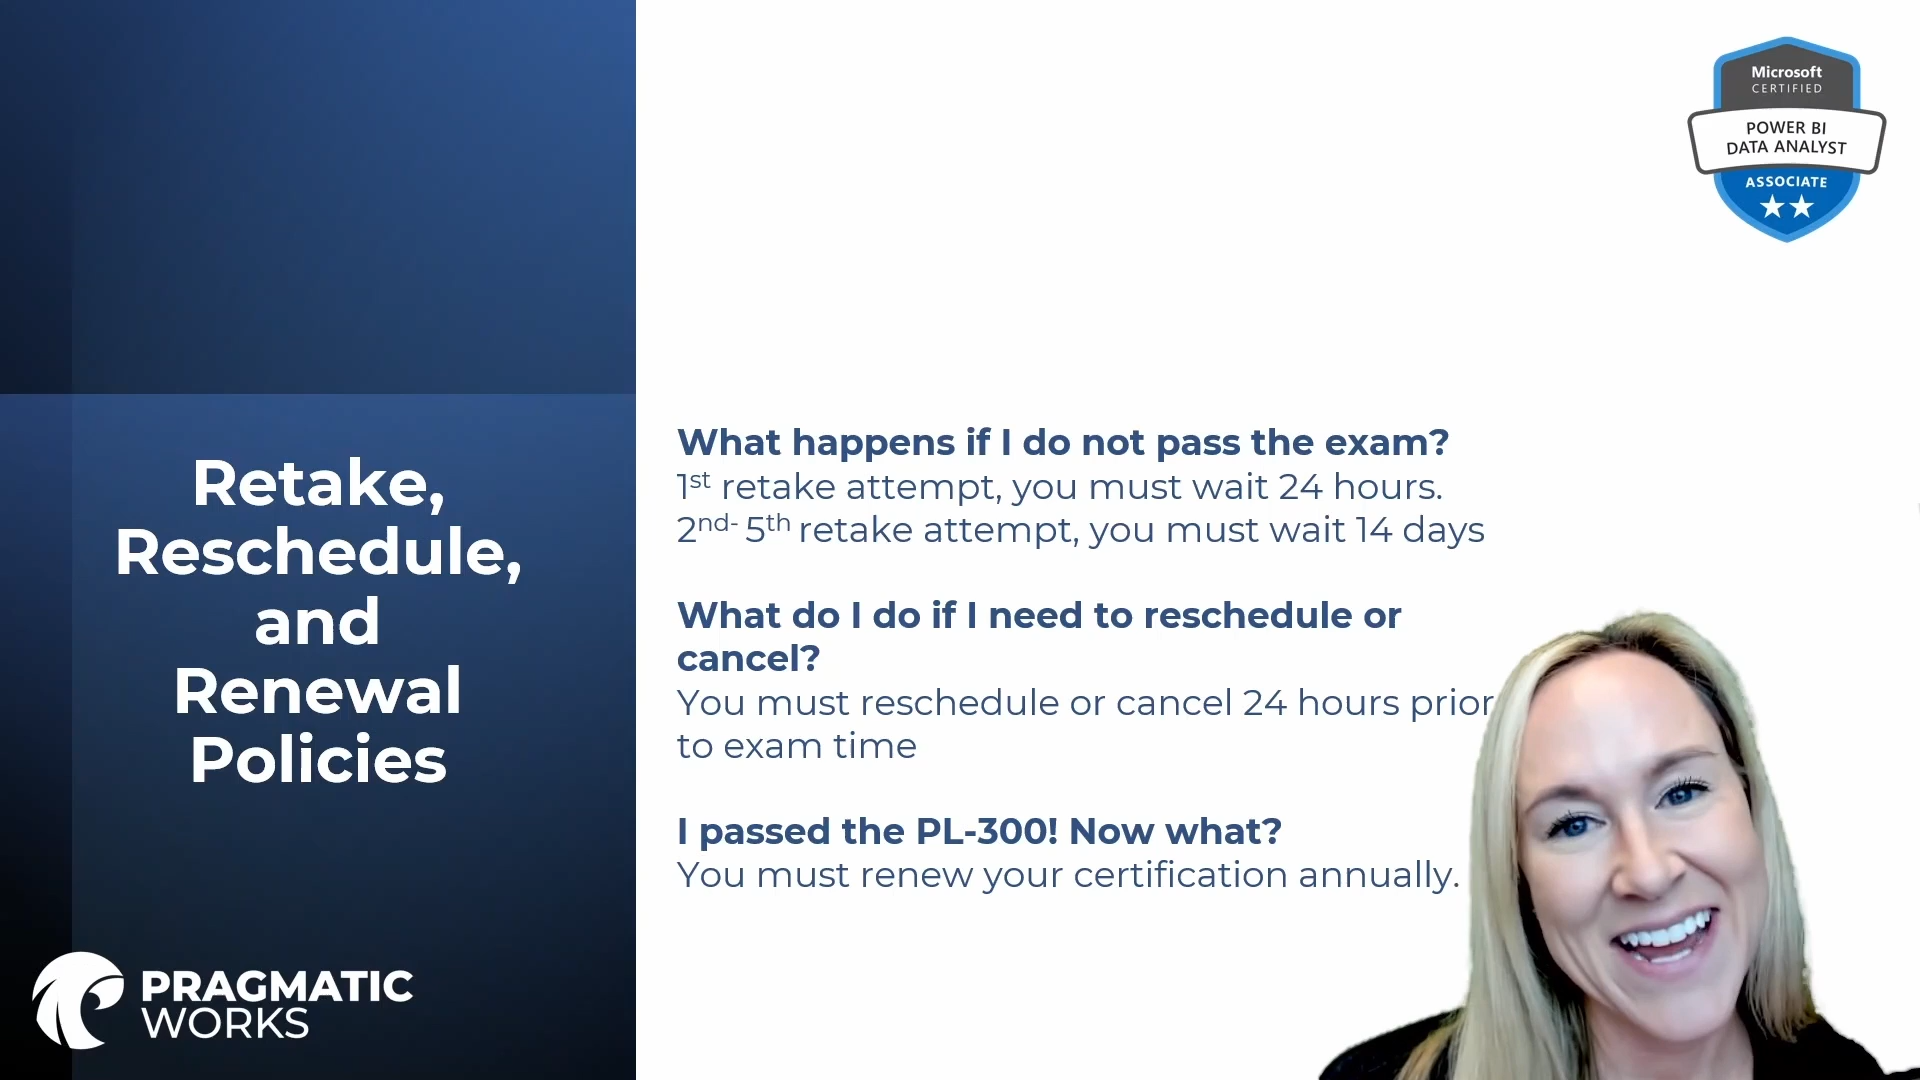 Microsoft
CERTIFIED
POWER BI
DATA ANALYST
ASSOCIATE
Retake,
Reschedule,
and
Renewal
Policies
What happens if I do not pass the exam?
1st retake attempt, you must wait 24 hours.
2nd- 5th retake attempt, you must wait 14 days
What do I do if I need to reschedule or
cancel?
You must reschedule or cancel 24 hours prior
to exam time
I passed the PL-300! Now what?
You must renew your certification annually.
PRAGMATIC
WORKS